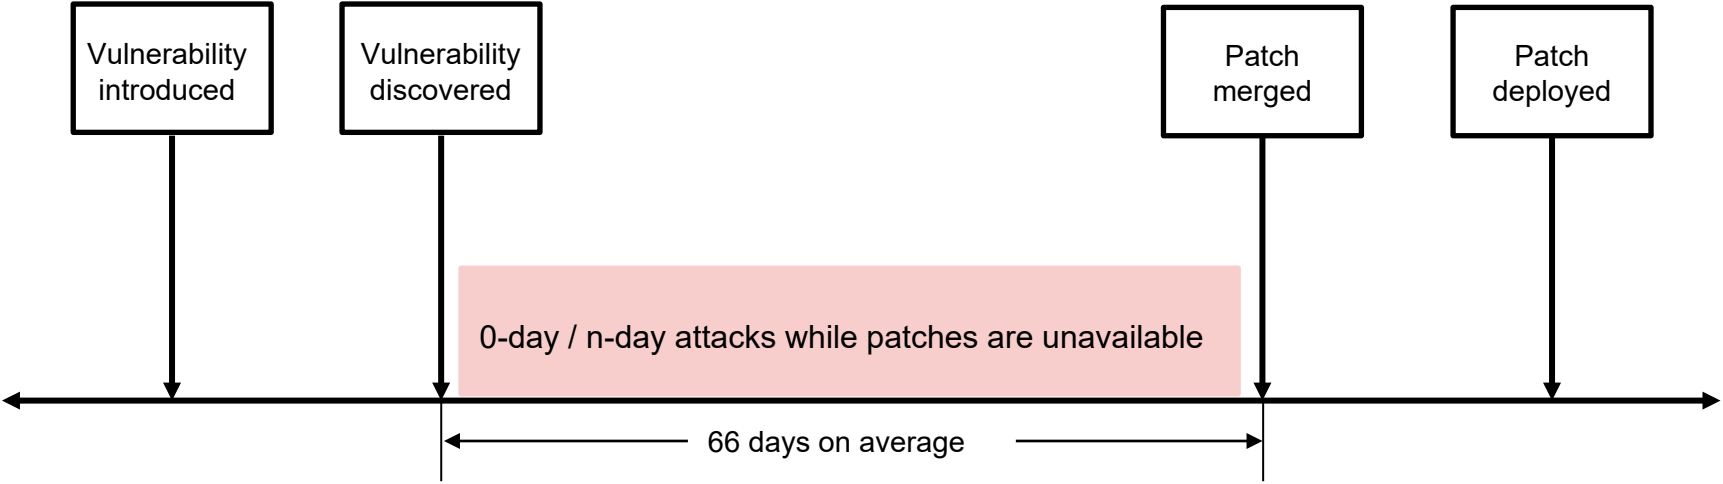 Vulnerability
introduced
Vulnerability
discovered
Patch
merged
Patch
deployed
0-day / n-day attacks while patches are unavailable
66 days on average